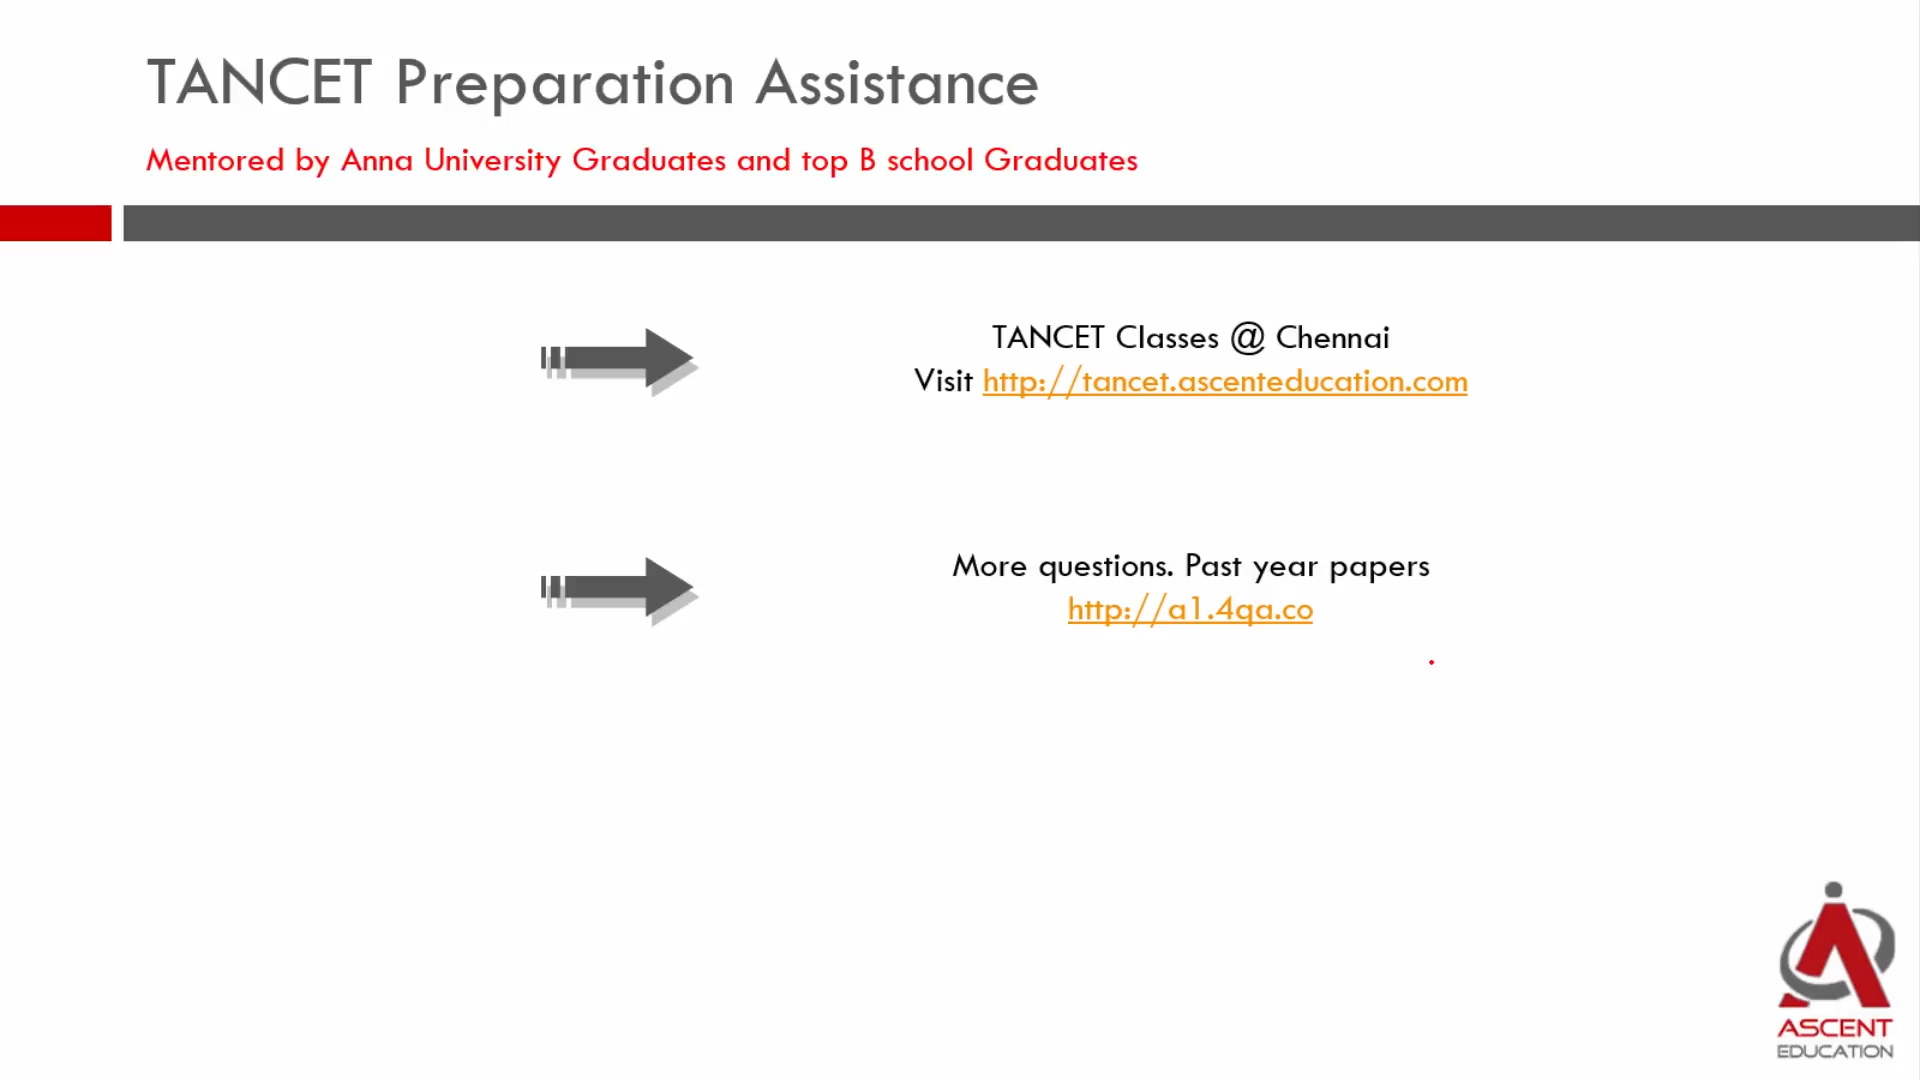 TANCET Preparation Assistance
Mentored by Anna University Graduates and top B school Graduates
TANCET Classes @ Chennai
Visit http://tancet.ascenteducation.com
More questions. Past year papers
http://a1.4qa.co
ASCENT
EDUCATION